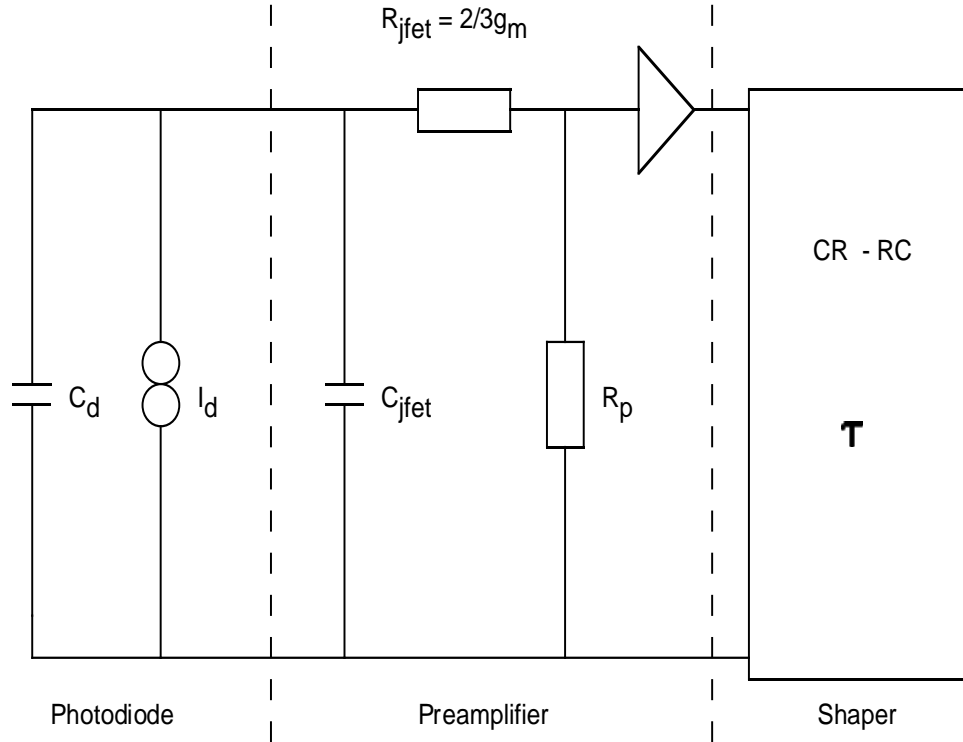 R_jfet = 2/3g_m
CR - RC
C_d
I_d
C_jfet
R_p
τ
Photodiode
Preamplifier
Shaper